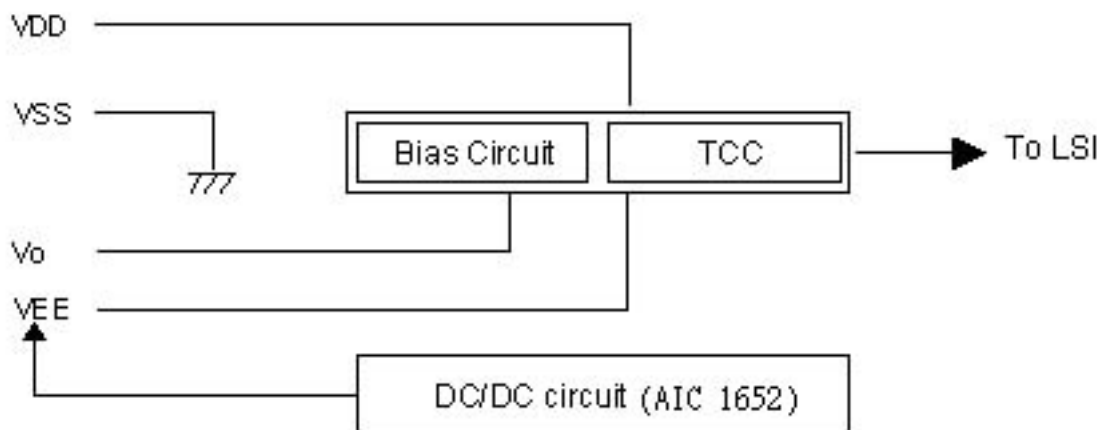 VDD
VSS
Bias Circuit
TCC
To LSI
Vo
VEE
DC/DC circuit (AIC 1652)